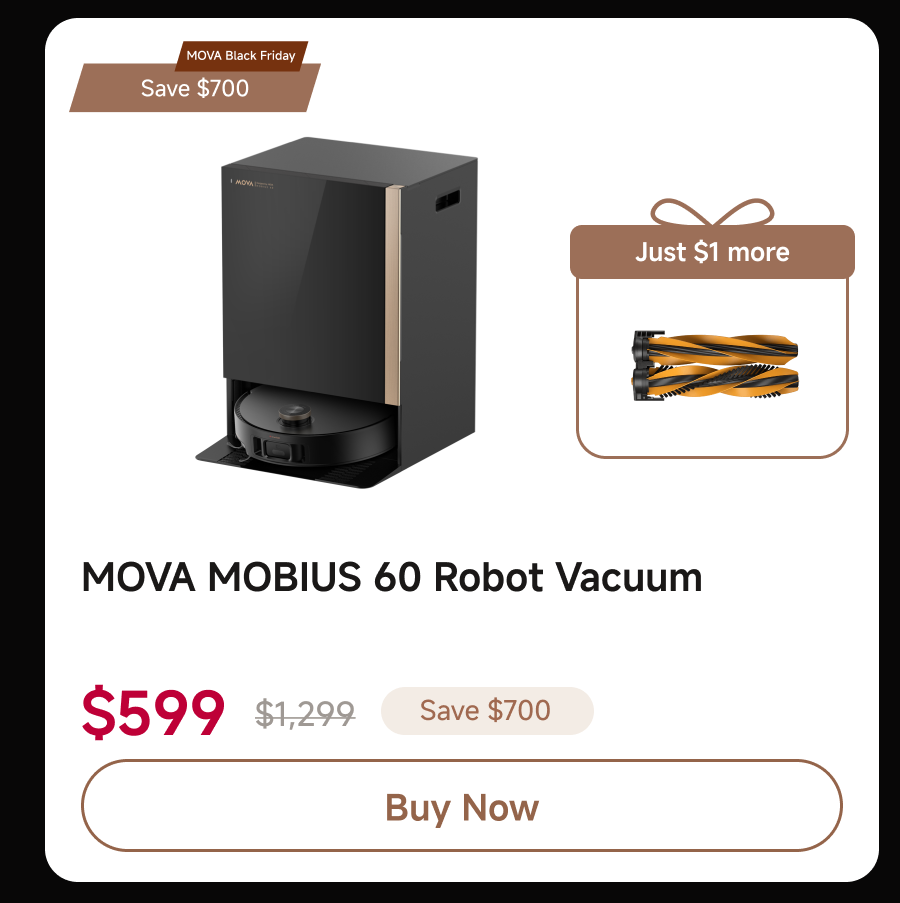 MOVA Black Friday
Save $700
MOVA
Just $1 more
MOVA MOBIUS 60 Robot Vacuum
$599 $1,299 Save $700
Buy Now